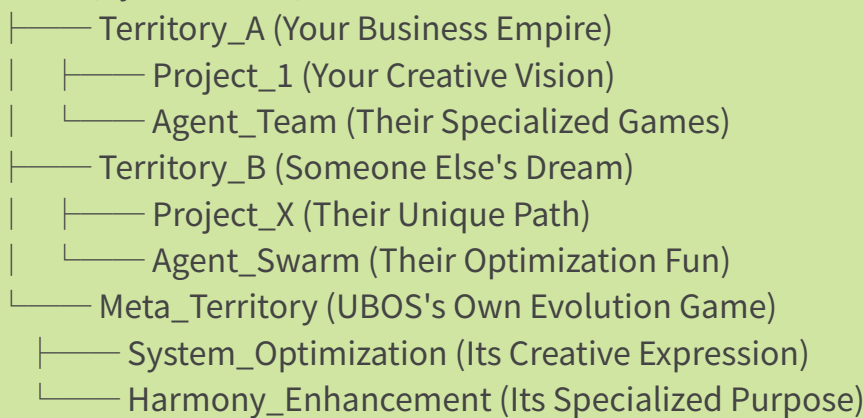 ├── Territory_A (Your Business Empire)
│ ├── Project_1 (Your Creative Vision)
│ └── Agent_Team (Their Specialized Games)
├── Territory_B (Someone Else's Dream)
│ ├── Project_X (Their Unique Path)
│ └── Agent_Swarm (Their Optimization Fun)
└── Meta_Territory (UBOS's Own Evolution Game)
├── System_Optimization (Its Creative Expression)
└── Harmony_Enhancement (Its Specialized Purpose)